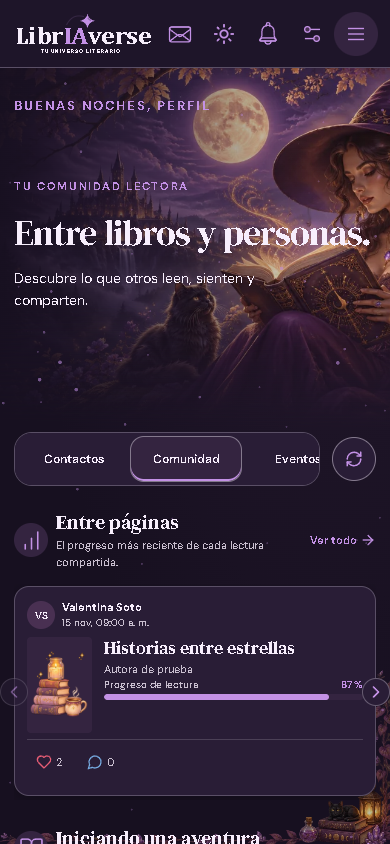 LibrIAverse
TU UNIVERSO LITERARIO
BUENAS NOCHES, PERFIL
TU COMUNIDAD LECTORA
Entre libros y personas.
Descubre lo que otros leen, sienten y
comparten.
Contactos
Comunidad
Eventos
Entre páginas
El progreso más reciente de cada lectura
compartida.
Ver todo
VS
Valentina Soto
15 nov, 09:00 a. m.
Historias entre estrellas
Autora de prueba
Progreso de lectura
87%
2
0
Iniciando una aventura